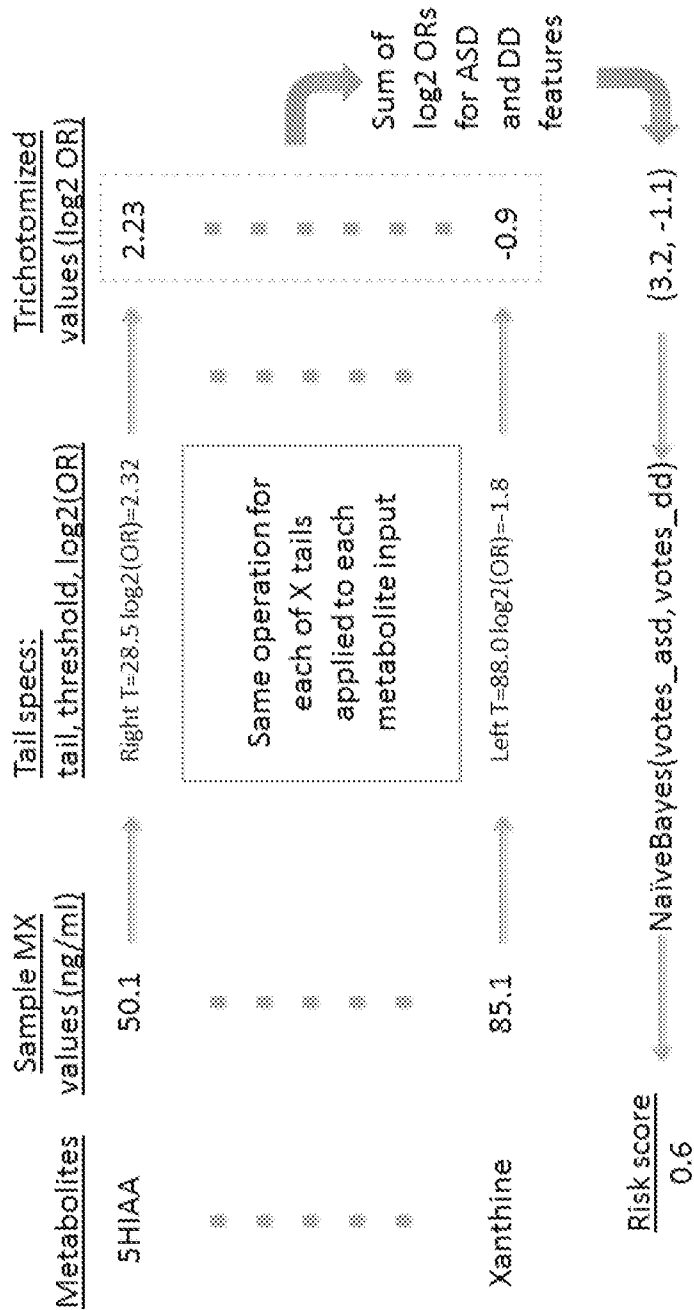 Metabolites
Sample MX
values (ng/ml)
Tail specs:
tail, threshold, log2(OR)
Trichotomized
values (log2 OR)
5HIAA
50.1
Right T=28.5 log2(OR)=2.32
2.23
Same operation for
each of X tails
applied to each
metabolite input
Sum of
log2 ORs
for ASD
and DD
features
Xanthine
85.1
Left T=88.0 log2(OR)=-1.8
-0.9
Risk score
0.6
NaïveBayes(votes_asd, votes_dd)
(3.2, -1.1)